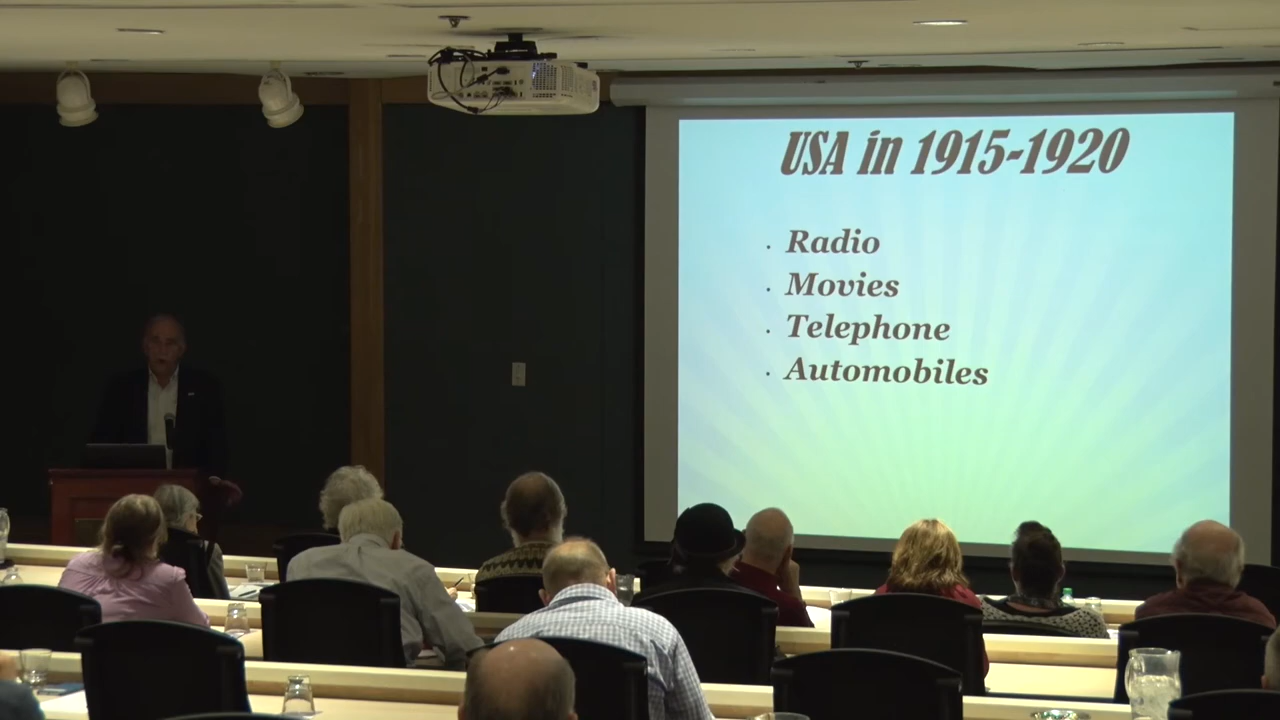 USA in 1915-1920
· Radio
· Movies
· Telephone
· Automobiles